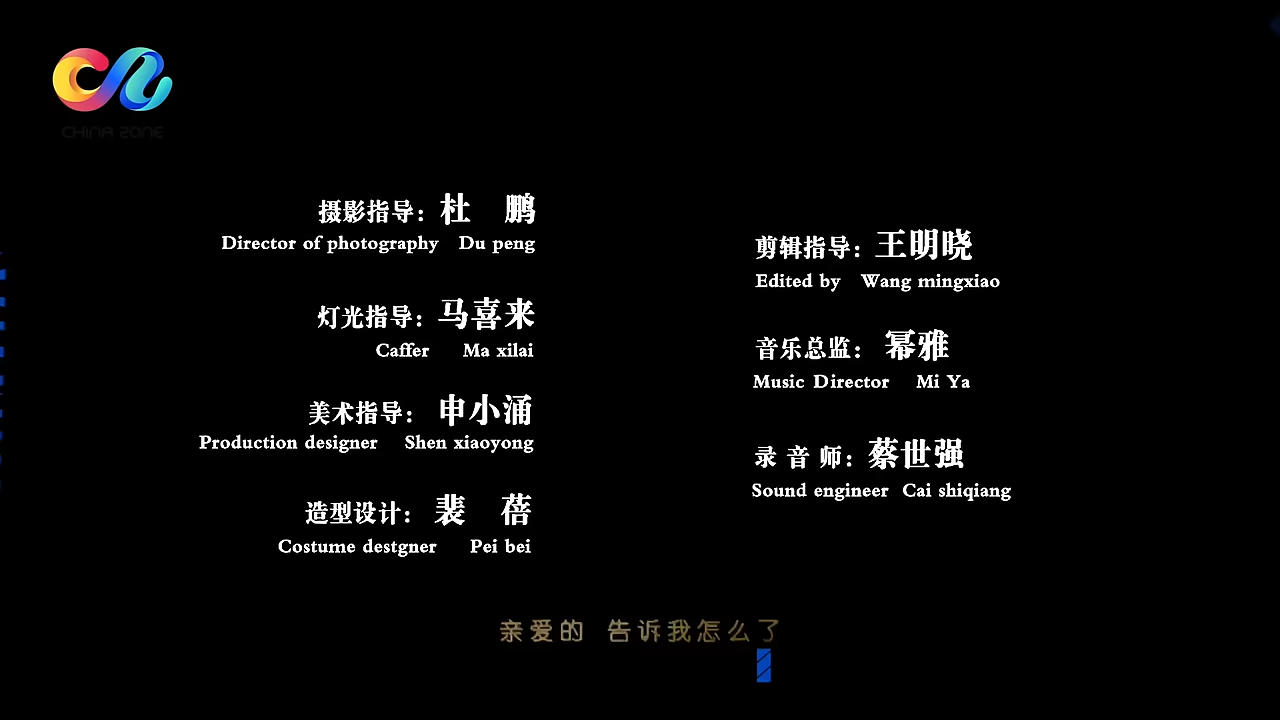 CHINA ZONE
摄影指导：杜 鹏
Director of photography Du peng
灯光指导：马喜来
Caffer Ma xilai
美术指导：申小涌
Production designer Shen xiaoyong
造型设计：裴 蓓
Costume destgner Pei bei
剪辑指导：王明晓
Edited by Wang mingxiao
音乐总监：幂雅
Music Director Mi Ya
录 音 师：蔡世强
Sound engineer Cai shiqiang
亲爱的 告诉我怎么了